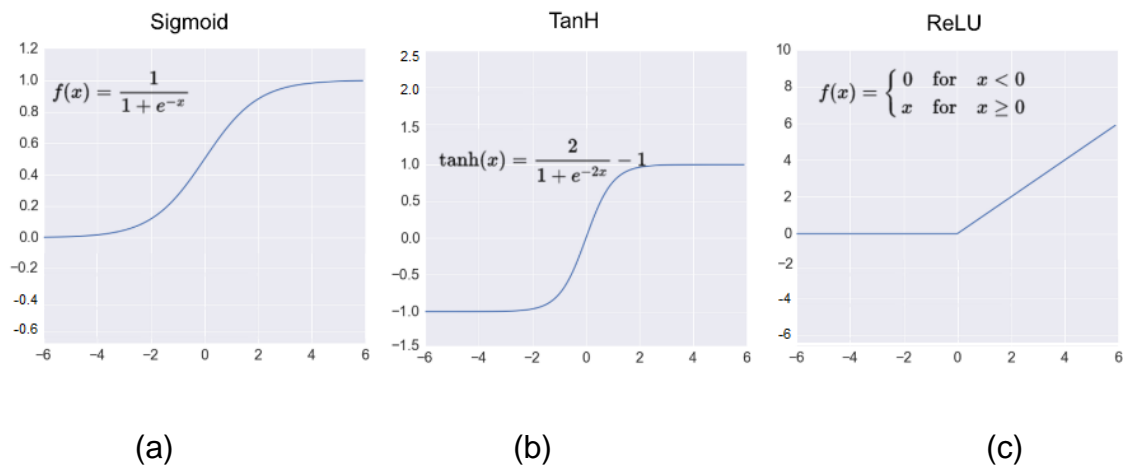 Sigmoid
1.2
1.0
0.8
0.6
0.4
0.2
0.0
−0.2
-0.4
-0.6
−6 −4 −2 0 2 4 6
f(x) = 1 / (1 + e^{−x})
(a)
TanH
2.5
2.0
1.5
1.0
0.5
0.0
−0.5
−1.0
−1.5
−6 −4 −2 0 2 4 6
tanh(x) = 2 / (1 + e^{−2x}) − 1
(b)
ReLU
10
8
6
4
2
0
−2
-4
-6
−6 −4 −2 0 2 4 6
f(x) = { 0 for x < 0
x for x ≥ 0
(c)